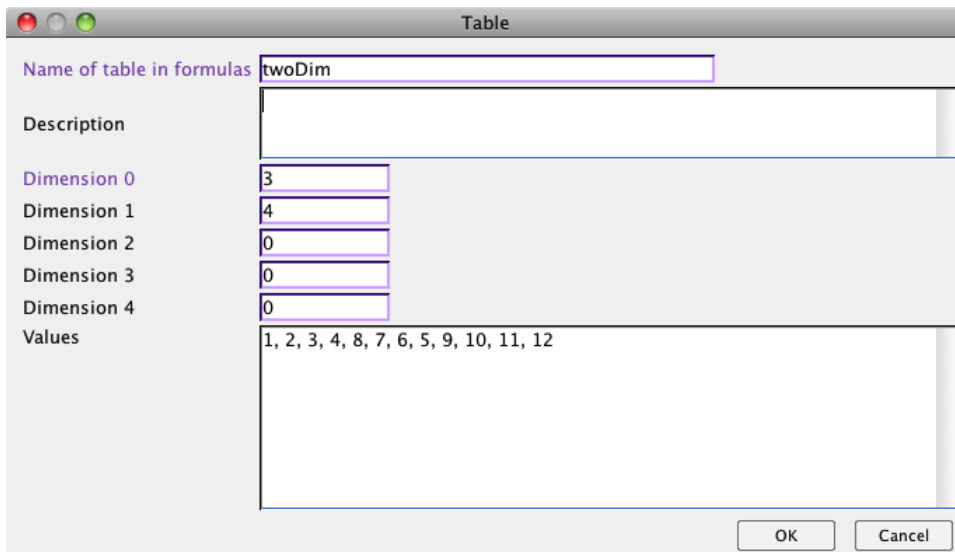 Table
Name of table in formulas twoDim
Description
Dimension 0 3
Dimension 1 4
Dimension 2 0
Dimension 3 0
Dimension 4 0
Values 1, 2, 3, 4, 8, 7, 6, 5, 9, 10, 11, 12
OK Cancel